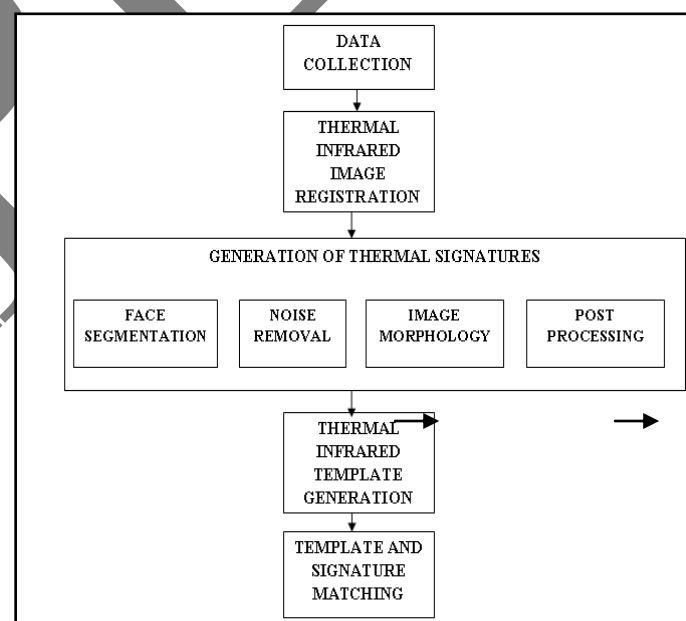 DATA
COLLECTION
THERMAL
INFRARED
IMAGE
REGISTRATION
GENERATION OF THERMAL SIGNATURES
FACE
SEGMENTATION
NOISE
REMOVAL
IMAGE
MORPHOLOGY
POST
PROCESSING
THERMAL
INFRARED
TEMPLATE
GENERATION
TEMPLATE AND
SIGNATURE
MATCHING